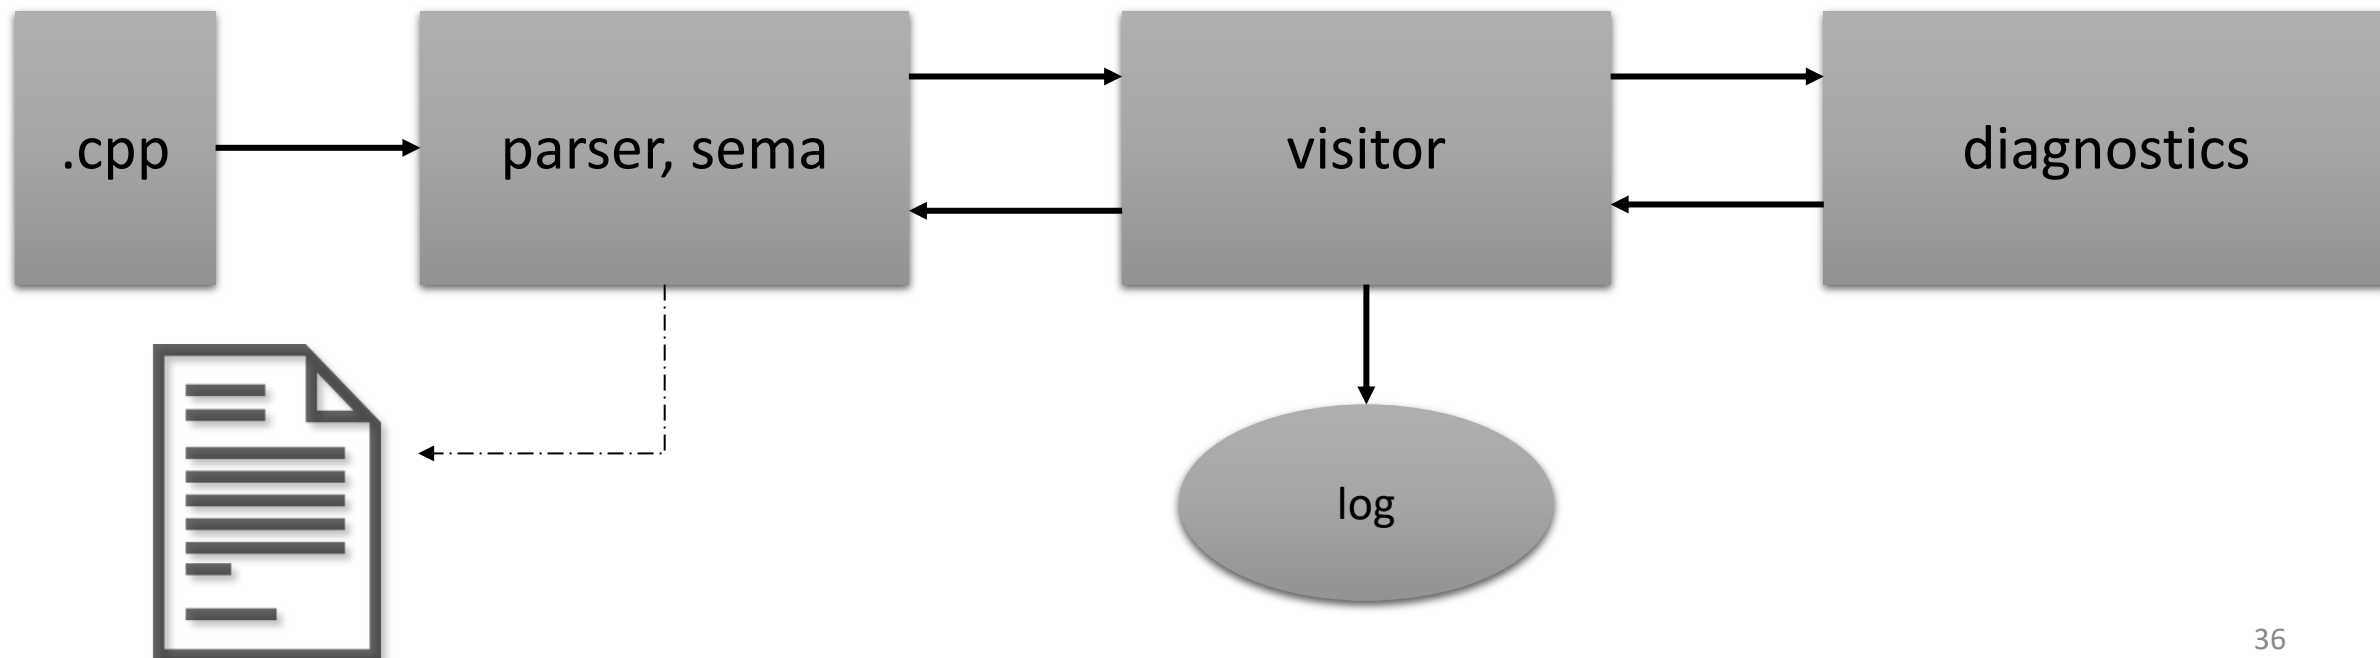 .cpp
parser, sema
visitor
diagnostics
log
36